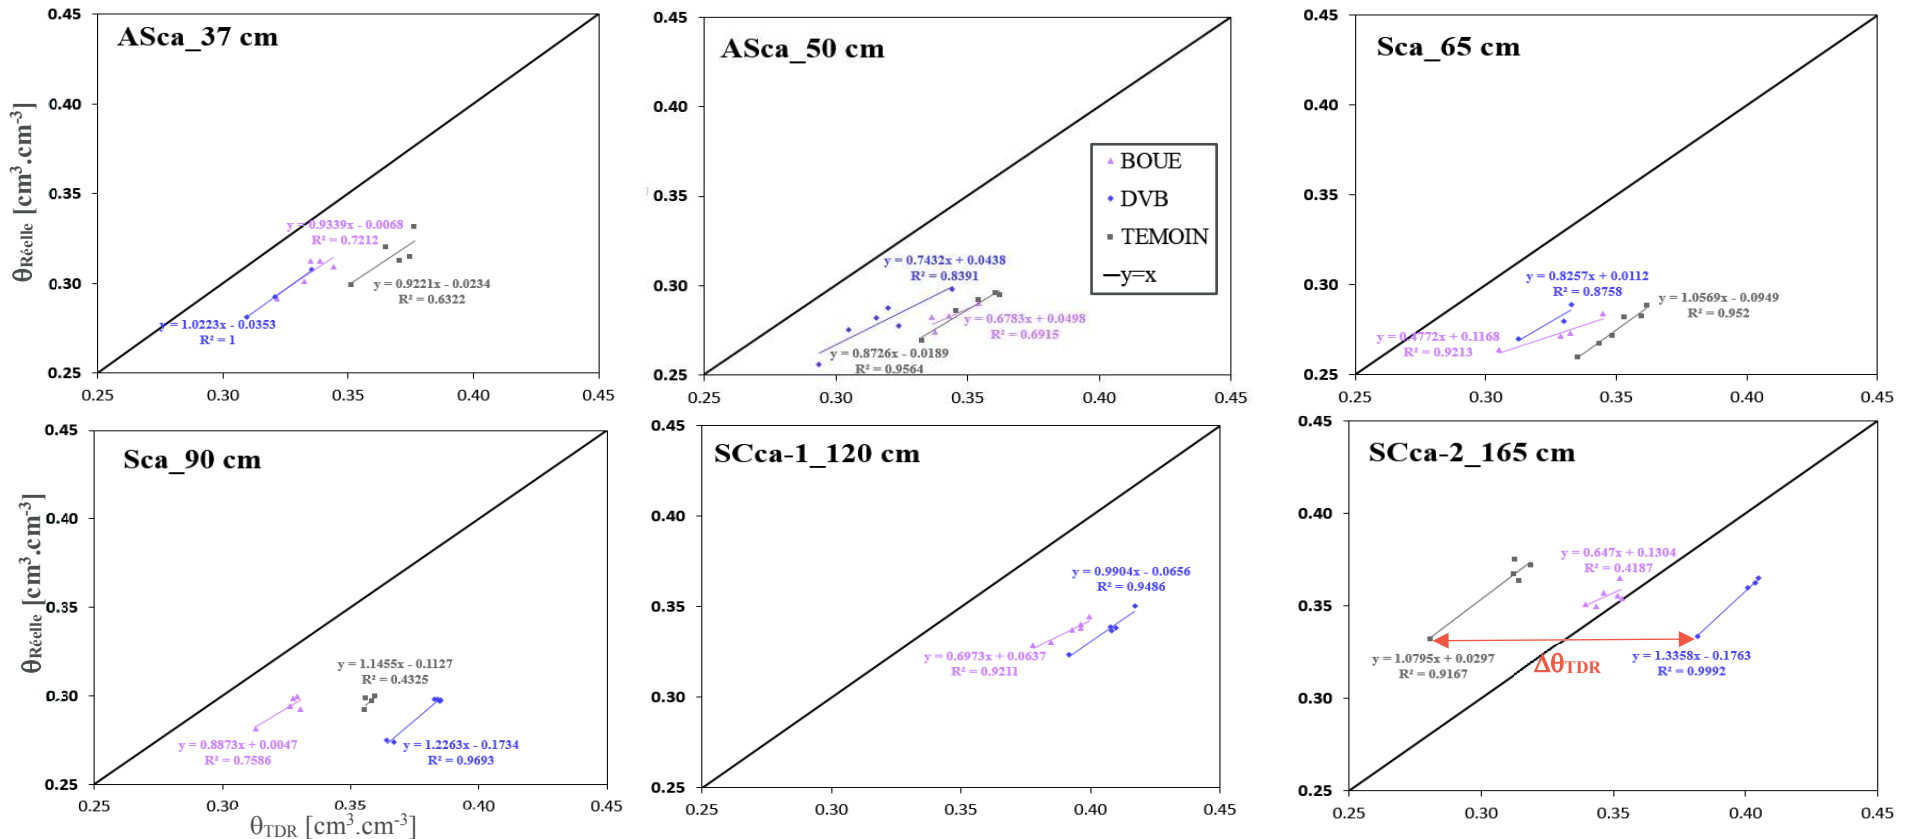 ASca_37 cm
θRéelle [cm³.cm⁻³]
0.45
0.40
0.35
0.30
0.25
y = 0.9339x - 0.0068
R² = 0.7212
y = 0.9221x - 0.0234
R² = 0.6322
y = 1.0223x - 0.0353
R² = 1
0.25 0.30 0.35 0.40 0.45
ASca_50 cm
0.45
0.40
0.35
0.30
0.25
BOUE
DVB
TEMOIN
y=x
y = 0.7432x + 0.0438
R² = 0.8391
y = 0.6783x + 0.0498
R² = 0.6915
y = 0.8726x - 0.0189
R² = 0.9564
0.25 0.30 0.35 0.40 0.45
Sca_65 cm
0.45
0.40
0.35
0.30
0.25
y = 0.8257x + 0.0112
R² = 0.8758
y = 1.0569x - 0.0949
R² = 0.952
y = 0.4772x + 0.1168
R² = 0.9213
0.25 0.30 0.35 0.40 0.45
Sca_90 cm
θRéelle [cm³.cm⁻³]
0.45
0.40
0.35
0.30
0.25
y = 1.1455x - 0.1127
R² = 0.4325
y = 0.8873x + 0.0047
R² = 0.7586
y = 1.2263x - 0.1734
R² = 0.9693
0.25 0.30 0.35 0.40 0.45
θTDR [cm³.cm⁻³]
SCca-1_120 cm
0.45
0.40
0.35
0.30
0.25
y = 0.9904x - 0.0656
R² = 0.9486
y = 0.6973x + 0.0637
R² = 0.9211
0.25 0.30 0.35 0.40 0.45
SCca-2_165 cm
0.45
0.40
0.35
0.30
0.25
y = 0.647x + 0.1304
R² = 0.4187
y = 1.0795x + 0.0297
R² = 0.9167
ΔθTDR
y = 1.3358x - 0.1763
R² = 0.9992
0.25 0.30 0.35 0.40 0.45